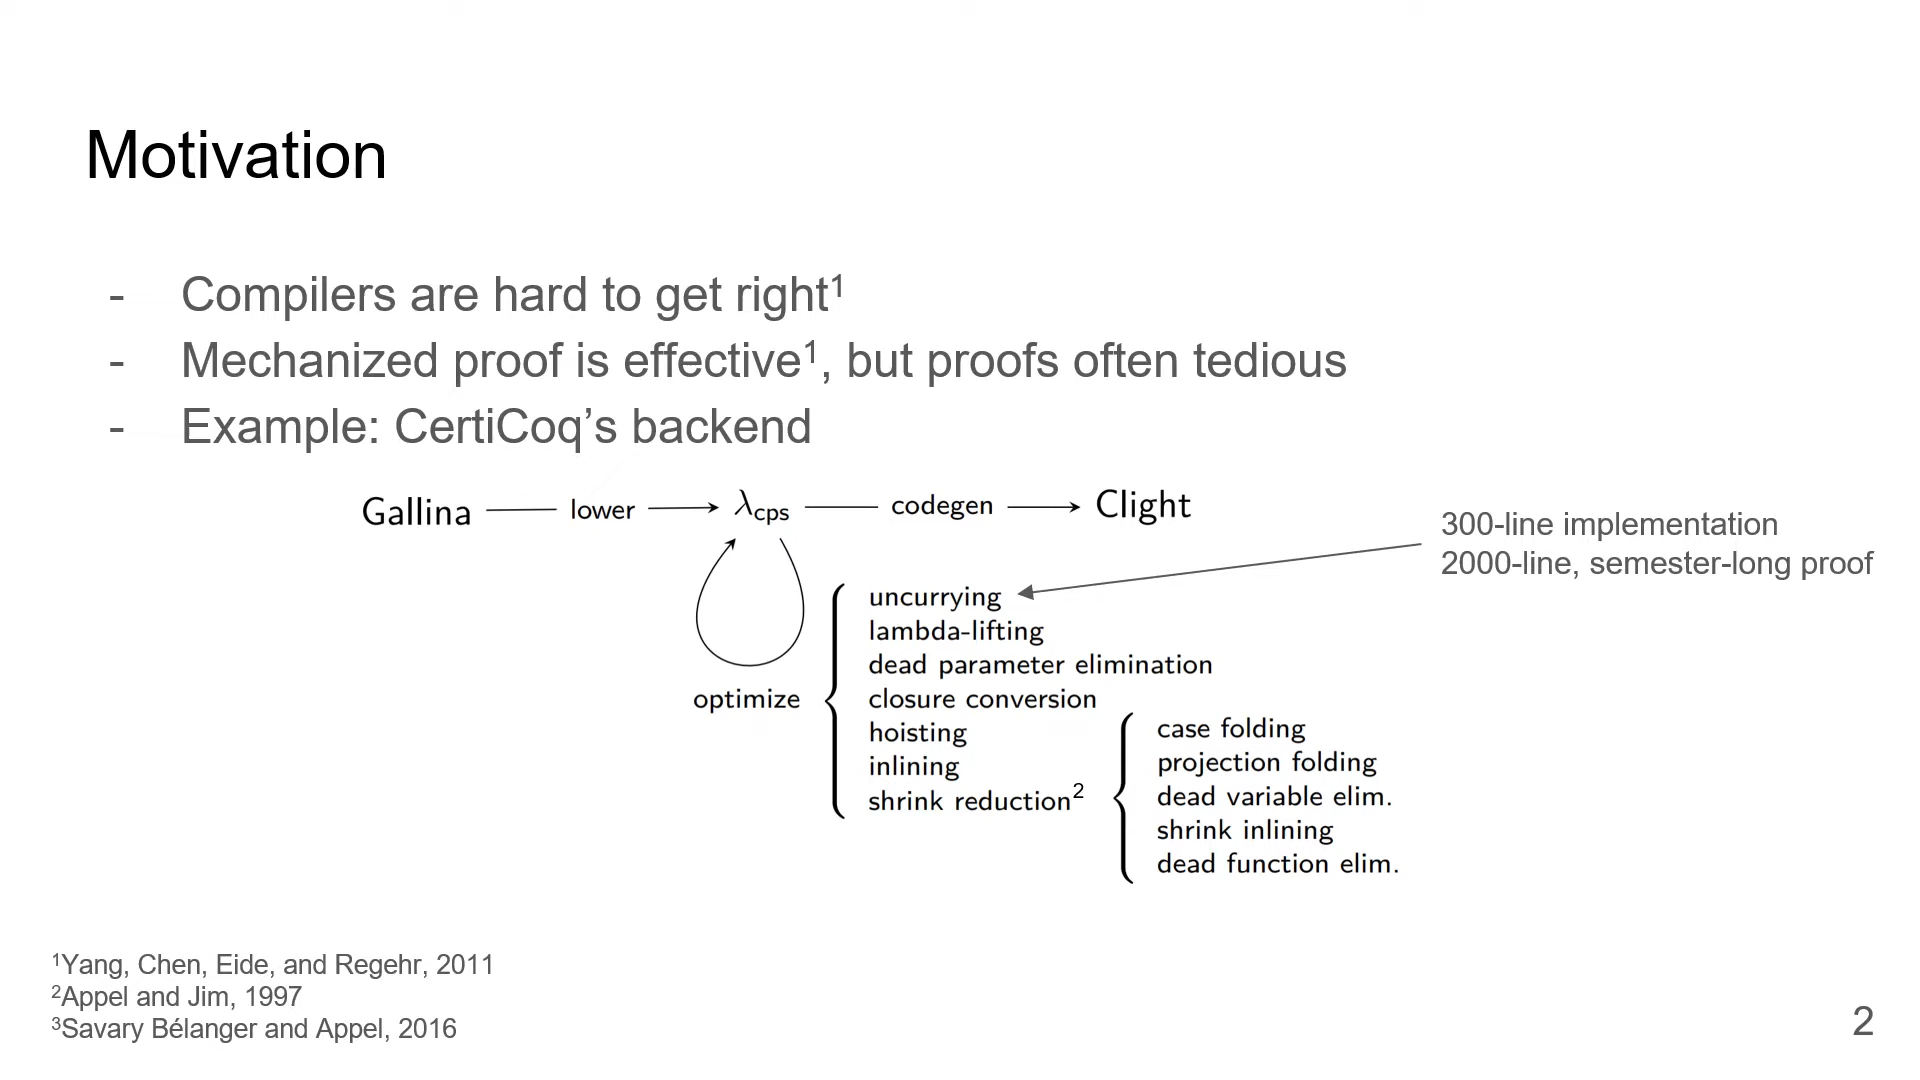 Motivation
- Compilers are hard to get right¹
- Mechanized proof is effective¹, but proofs often tedious
- Example: CertiCoq’s backend
Gallina lower λcps codegen Clight
300-line implementation
2000-line, semester-long proof
uncurrying
lambda-lifting
dead parameter elimination
optimize
closure conversion
hoisting
inlining
shrink reduction²
case folding
projection folding
dead variable elim.
shrink inlining
dead function elim.
¹Yang, Chen, Eide, and Regehr, 2011
²Appel and Jim, 1997
³Savary Bélanger and Appel, 2016
2